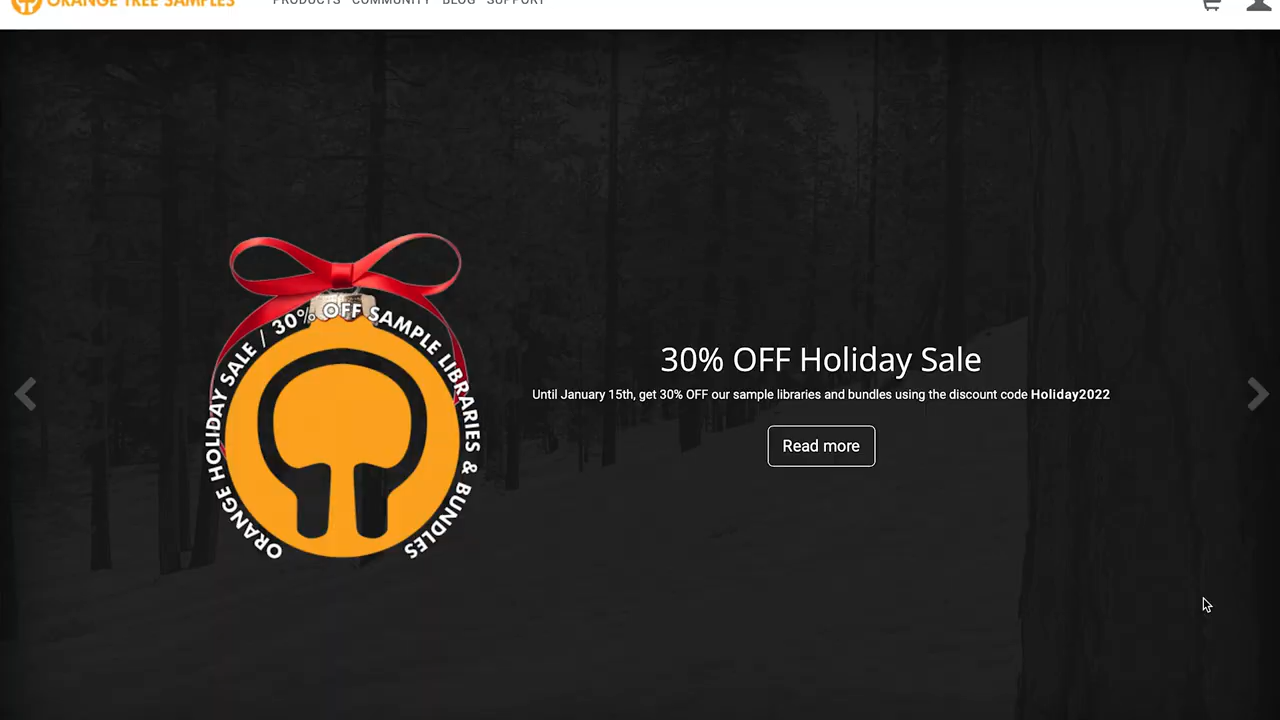 ORANGE TREE SAMPLES
PRODUCTS COMMUNITY BLOG SUPPORT
ORANGE HOLIDAY SALE / 30% OFF SAMPLE LIBRARIES & BUNDLES
30% OFF Holiday Sale
Until January 15th, get 30% OFF our sample libraries and bundles using the discount code Holiday2022
Read more